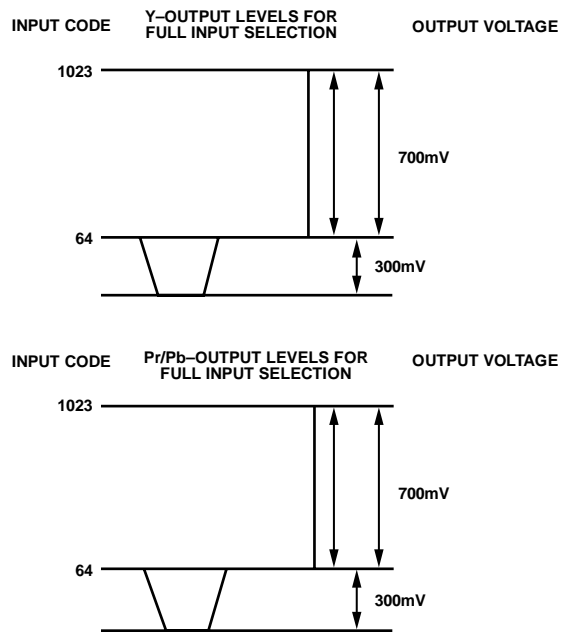 INPUT CODE
Y–OUTPUT LEVELS FOR
FULL INPUT SELECTION
OUTPUT VOLTAGE
1023
700mV
64
300mV
INPUT CODE
Pr/Pb–OUTPUT LEVELS FOR
FULL INPUT SELECTION
OUTPUT VOLTAGE
1023
700mV
64
300mV